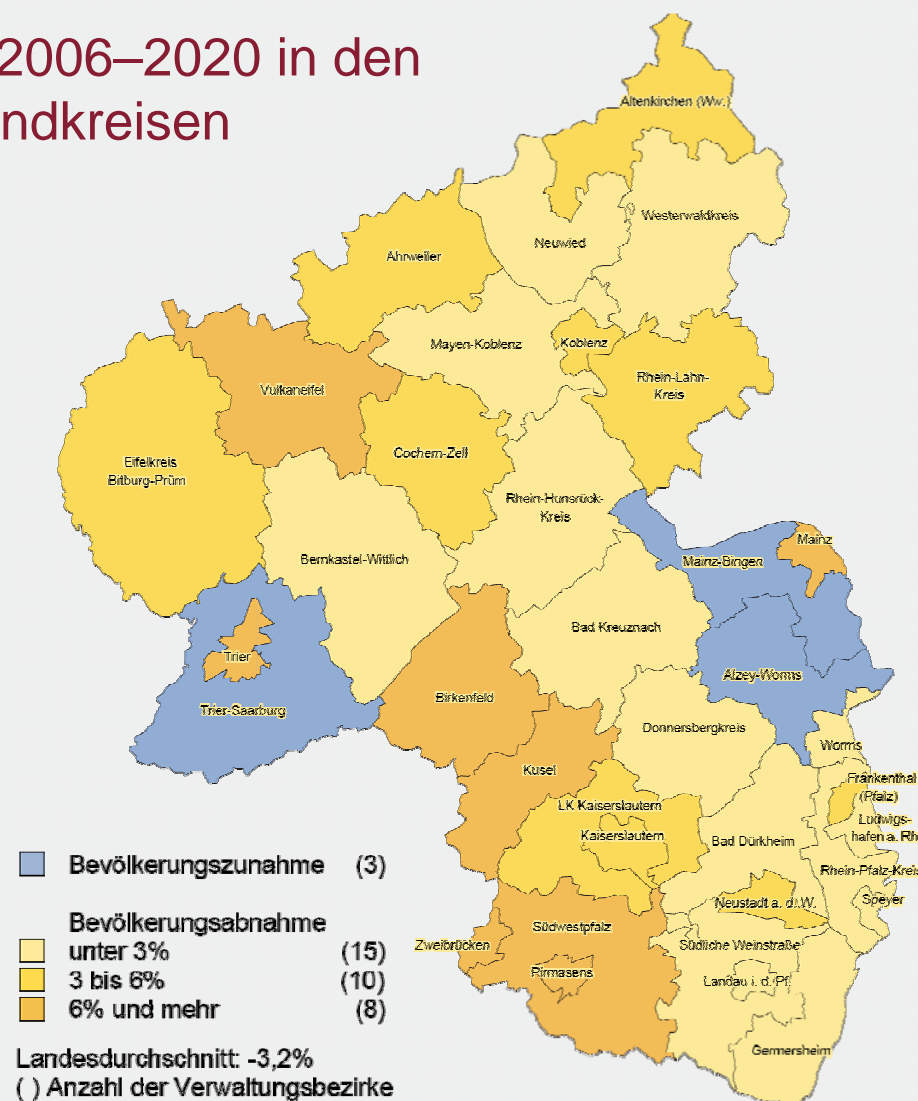 2006–2020 in den
ndkreisen
Altenkirchen (Ww.)
Westerwaldkreis
Neuwied
Ahrweiler
Mayen-Koblenz
Koblenz
Rhein-Lahn-
Kreis
Vulkaneifel
Cochem-Zell
Eifelkreis
Bitburg-Prüm
Rhein-Hunsrück-
Kreis
Mainz
Mainz-Bingen
Bernkastel-Wittlich
Bad Kreuznach
Trier
Alzey-Worms
Trier-Saarburg
Birkenfeld
Donnersbergkreis
Worms
Kusel
Frankenthal
(Pfalz)
LK Kaiserslautern
Ludwigs-
hafen a. Rh
Kaiserslautern
Bad Dürkheim
Rhein-Pfalz-Kreis
Neustadt a. d. W.
Speyer
Südwestpfalz
Zweibrücken
Südliche Weinstraße
Pirmasens
Landau i. d. Pf.
Germersheim
Bevölkerungszunahme (3)
Bevölkerungsabnahme
unter 3% (15)
3 bis 6% (10)
6% und mehr (8)
Landesdurchschnitt: -3,2%
( ) Anzahl der Verwaltungsbezirke